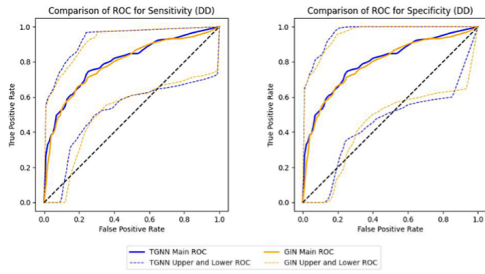 Comparison of ROC for Sensitivity (DD)
1.0
0.8
0.6
0.4
0.2
0.0
True Positive Rate
0.0 0.2 0.4 0.6 0.8 1.0
False Positive Rate
Comparison of ROC for Specificity (DD)
1.0
0.8
0.6
0.4
0.2
0.0
True Positive Rate
0.0 0.2 0.4 0.6 0.8 1.0
False Positive Rate
TGNN Main ROC
TGNN Upper and Lower ROC
GIN Main ROC
GIN Upper and Lower ROC